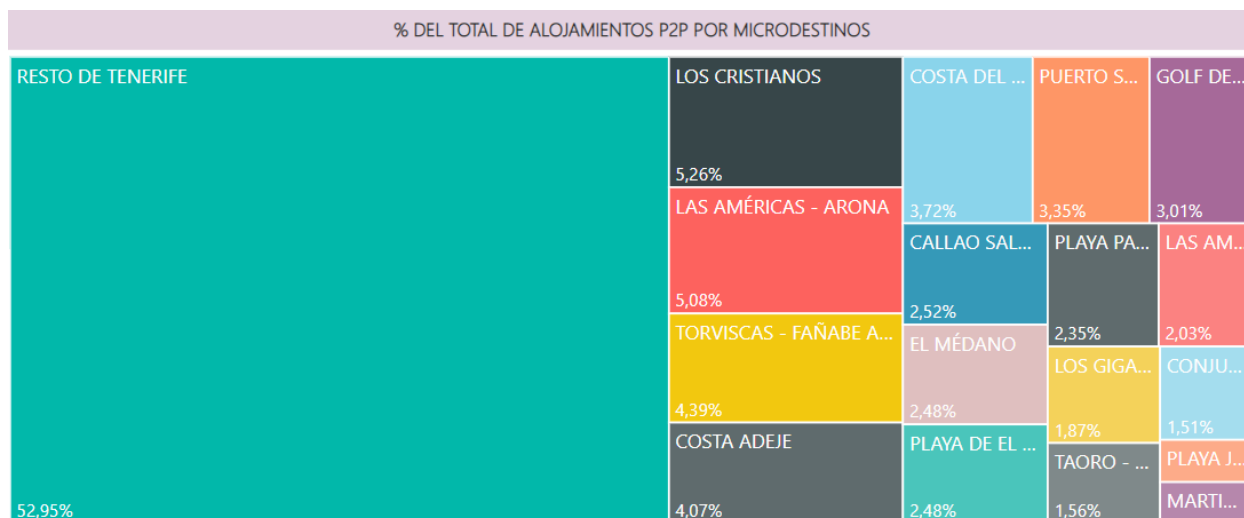 % DEL TOTAL DE ALOJAMIENTOS P2P POR MICRODESTINOS
RESTO DE TENERIFE
52,95%
LOS CRISTIANOS
5,26%
LAS AMÉRICAS - ARONA
5,08%
TORVISCAS - FAÑABE A...
4,39%
COSTA ADEJE
4,07%
COSTA DEL ...
3,72%
PUERTO S...
3,35%
GOLF DE...
3,01%
CALLAO SAL...
2,52%
EL MÉDANO
2,48%
PLAYA DE EL ...
2,48%
PLAYA PA...
2,35%
LAS AM...
2,03%
LOS GIGA...
1,87%
TAORO - ...
1,56%
CONJU...
1,51%
PLAYA J...
MARTI...